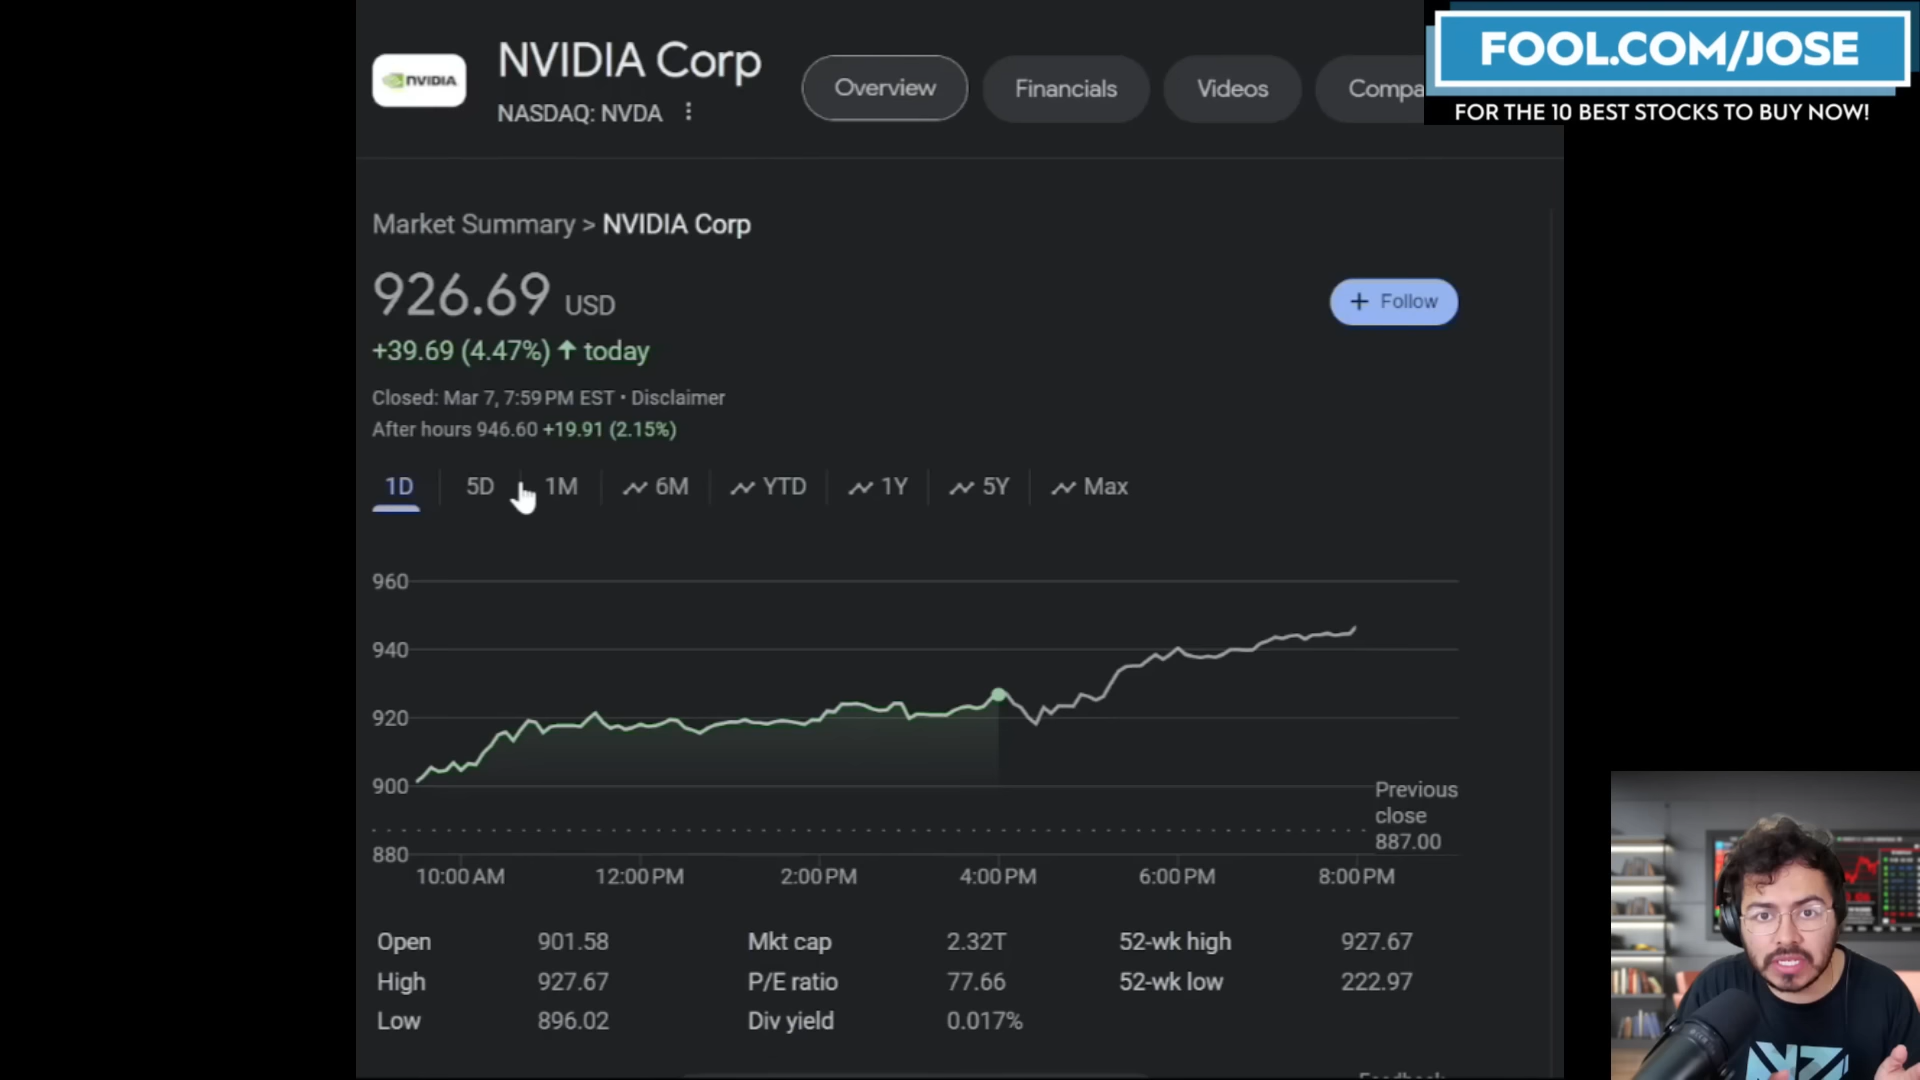 NVIDIA
NVIDIA Corp
NASDAQ: NVDA
Overview
Financials
Videos
Compa
FOOL.COM/JOSE
FOR THE 10 BEST STOCKS TO BUY NOW!
Market Summary > NVIDIA Corp
926.69 USD
+ Follow
+39.69 (4.47%) ↑ today
Closed: Mar 7, 7:59 PM EST • Disclaimer
After hours 946.60 +19.91 (2.15%)
1D
5D
1M
6M
YTD
1Y
5Y
Max
960
940
920
900
880
Previous
close
887.00
10:00 AM
12:00 PM
2:00 PM
4:00 PM
6:00 PM
8:00 PM
Open 901.58 Mkt cap 2.32T 52-wk high 927.67
High 927.67 P/E ratio 77.66 52-wk low 222.97
Low 896.02 Div yield 0.017%
Feedback